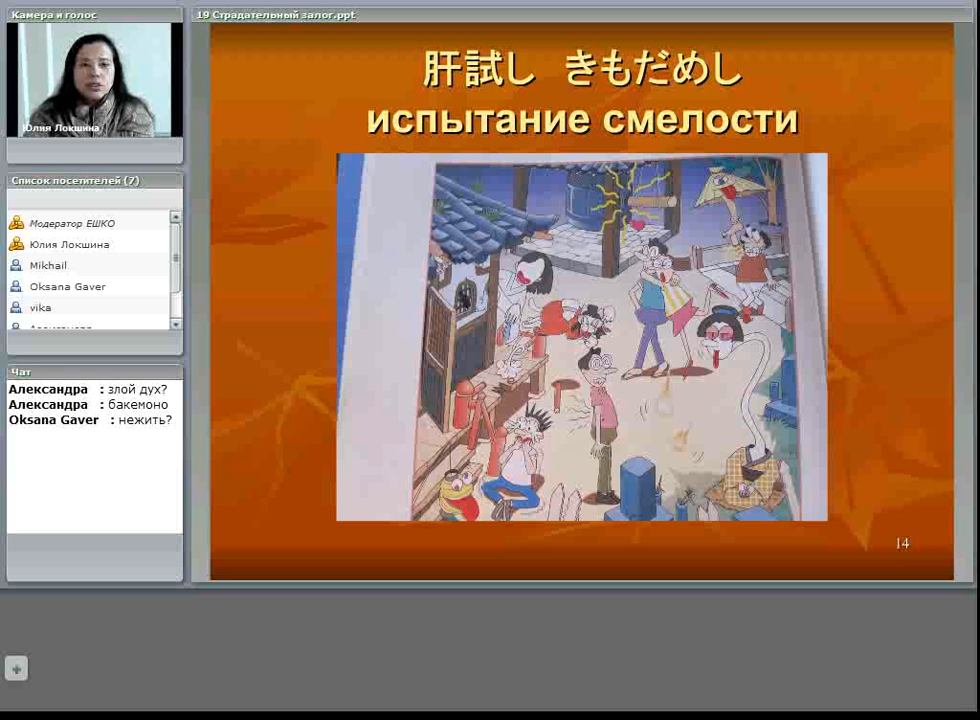 Камера и голос
Юлия Локшина
Список посетителей (7)
Модератор ЕШКО
Юлия Локшина
Mikhail
Oksana Gaver
vika
Чат
Александра : злой дух?
Александра : бакемоно
Oksana Gaver : нежить?
19 Страдательный залог.ppt
肝試し きもだめし
испытание смелости
14